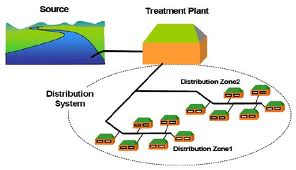 Source
Treatment Plant
Distribution Zone2
Distribution
System
Distribution Zone1